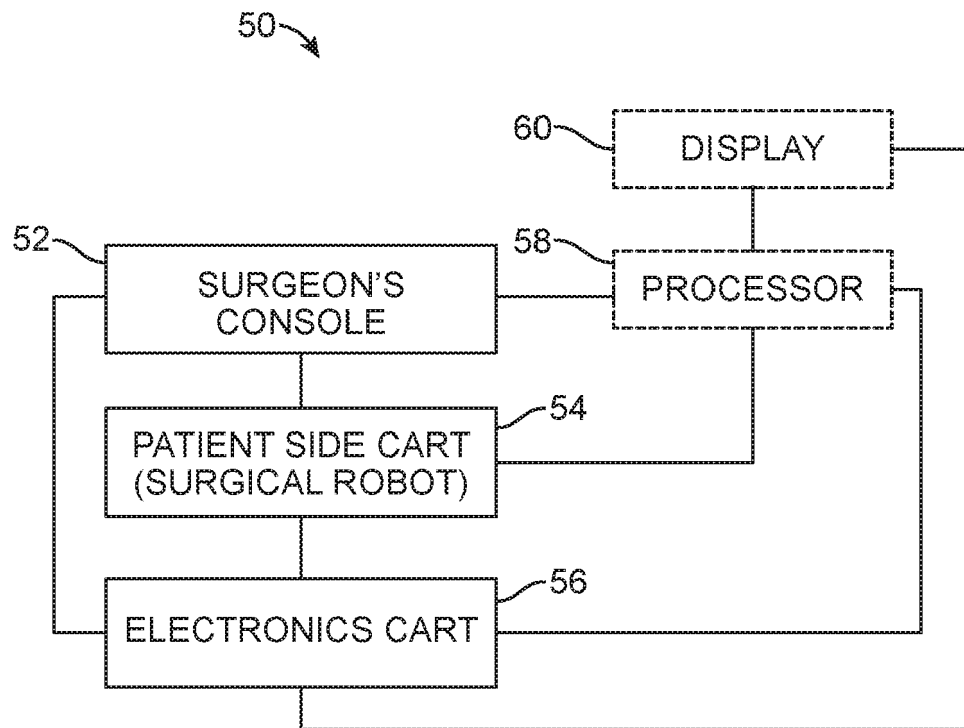 50
60
DISPLAY
52
58
SURGEON'S
CONSOLE
PROCESSOR
54
PATIENT SIDE CART
(SURGICAL ROBOT)
56
ELECTRONICS CART